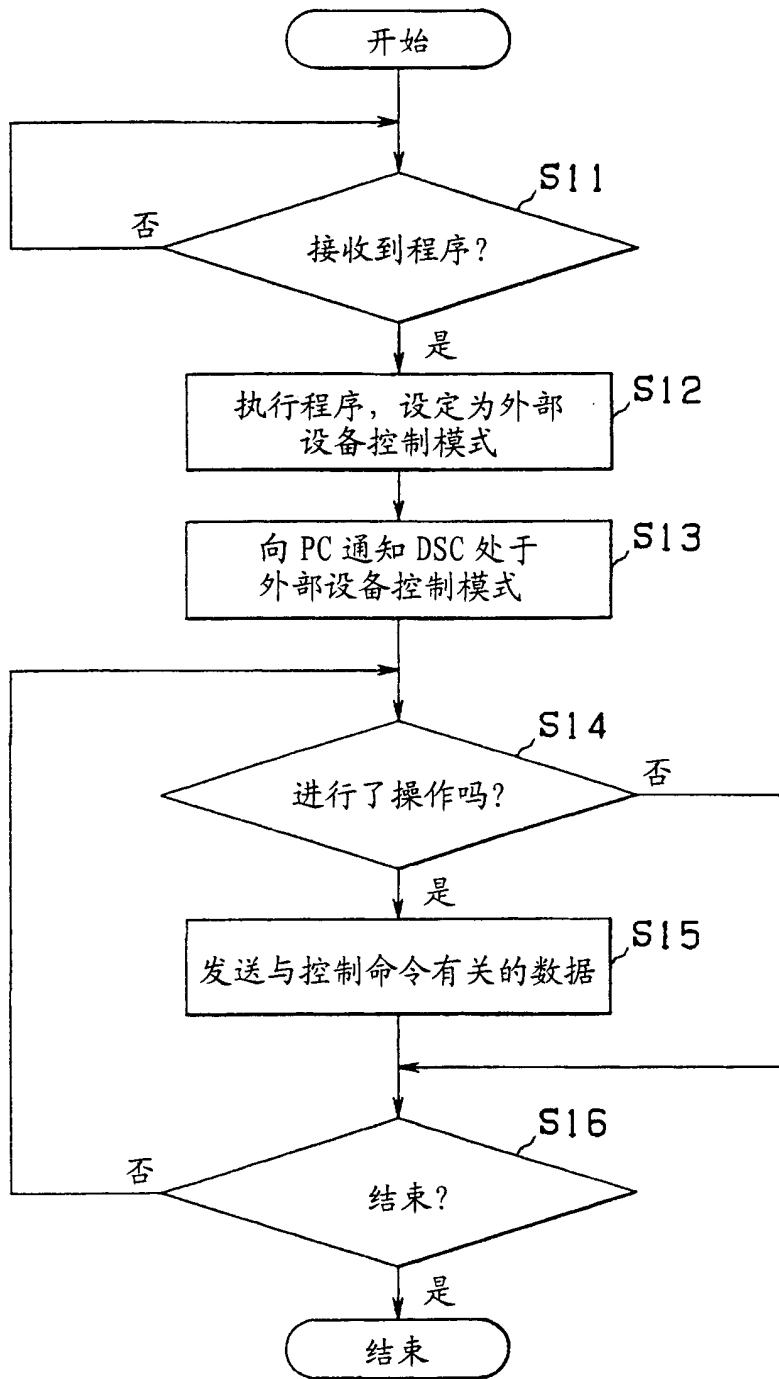 开始
S11
否
接收到程序?
是
S12
执行程序，设定为外部
设备控制模式
S13
向 PC 通知 DSC 处于
外部设备控制模式
S14
进行了操作吗?
否
是
S15
发送与控制命令有关的数据
S16
否
结束?
是
结束